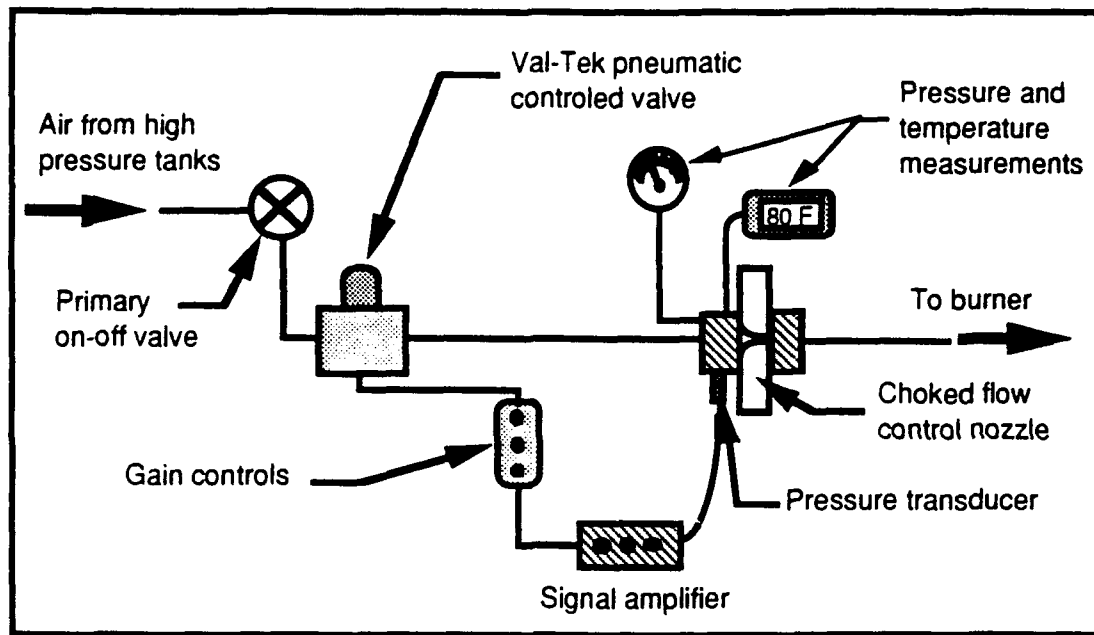 Val-Tek pneumatic
controled valve
Pressure and
temperature
measurements
Air from high
pressure tanks
80 F
Primary
on-off valve
To burner
Choked flow
control nozzle
Gain controls
Pressure transducer
Signal amplifier